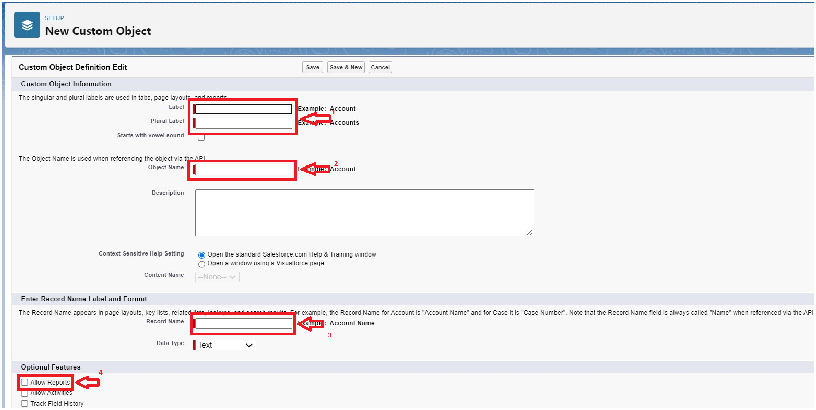 SETUP
New Custom Object
Custom Object Definition Edit
Save
Save & New
Cancel
Custom Object Information
The singular and plural labels are used in tabs, page layouts, and reports.
Label
Example: Account
1
Plural Label
Example: Accounts
Starts with vowel sound
The Object Name is used when referencing the object via the API.
2
Object Name
Example: Account
Description
Context-Sensitive Help Setting
Open the standard Salesforce.com Help & Training window
Open a window using a Visualforce page
Content Name
--None--
Enter Record Name Label and Format
The Record Name appears in page layouts, key lists, related lists, lookups, and search results. For example, the Record Name for Account is "Account Name" and for Case it is "Case Number". Note that the Record Name field is always called "Name" when referenced via the API
Record Name
Example: Account Name
3
Data Type
Text
Optional Features
4
Allow Reports
Allow Activities
Track Field History